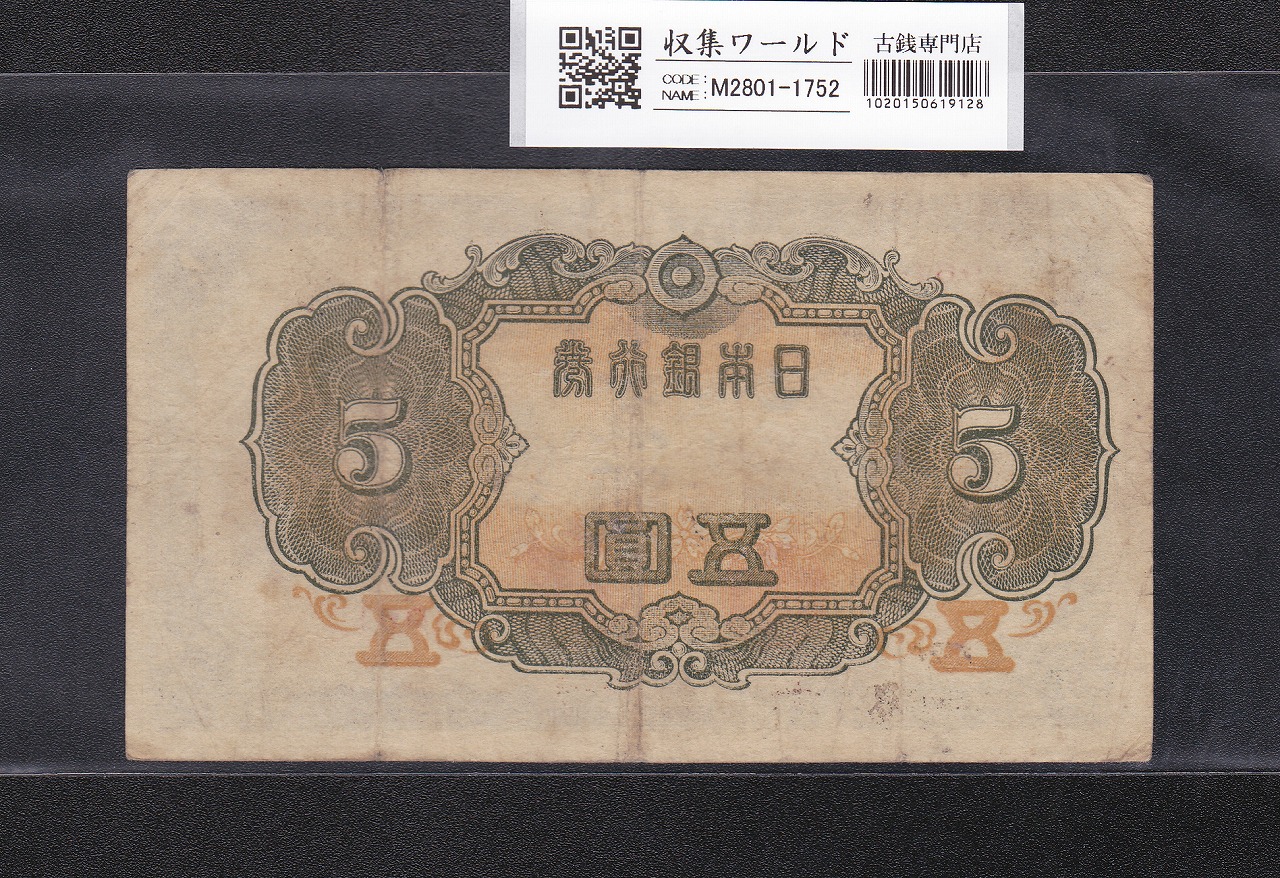 収集ワールド
古銭専門店
CODE:
NAME:
M2801-1752
1020150619128
日本銀行券
5
5
五圓
五
五